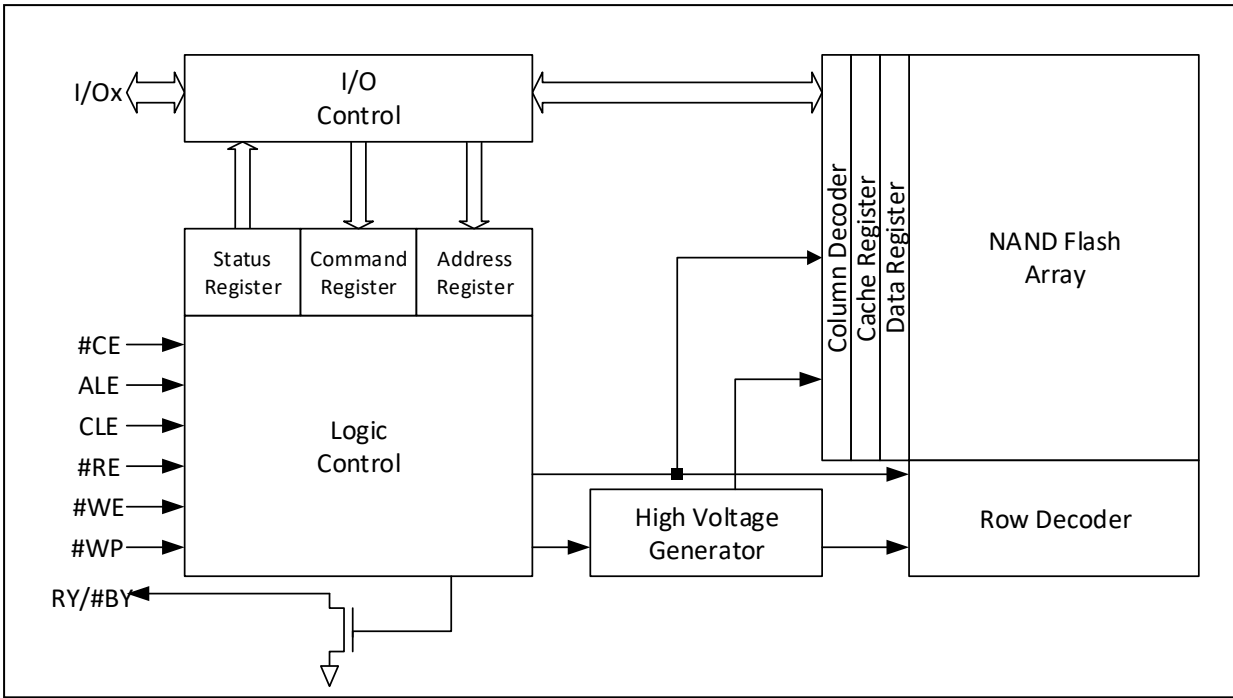 I/Ox
I/O
Control
Status
Register
Command
Register
Address
Register
#CE
ALE
CLE
#RE
#WE
#WP
RY/#BY
Logic
Control
High Voltage
Generator
Column Decoder
Cache Register
Data Register
NAND Flash
Array
Row Decoder